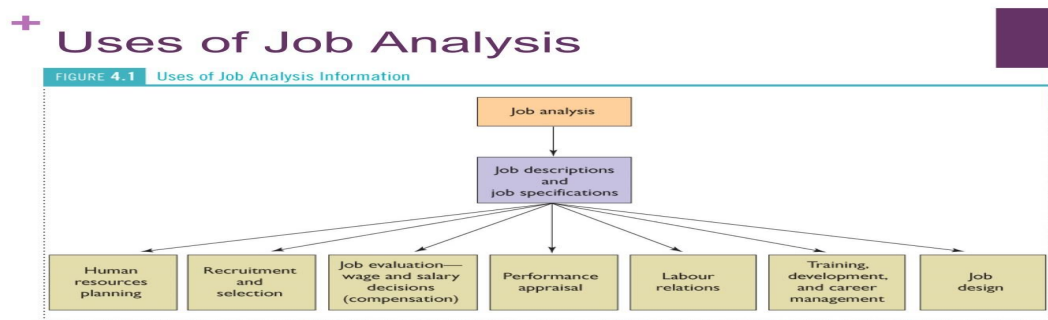 +
Uses of Job Analysis
FIGURE 4.1 Uses of Job Analysis Information
Job analysis
Job descriptions
and
job specifications
Human
resources
planning
Recruitment
and
selection
Job evaluation—
wage and salary
decisions
(compensation)
Performance
appraisal
Labour
relations
Training,
development,
and career
management
Job
design